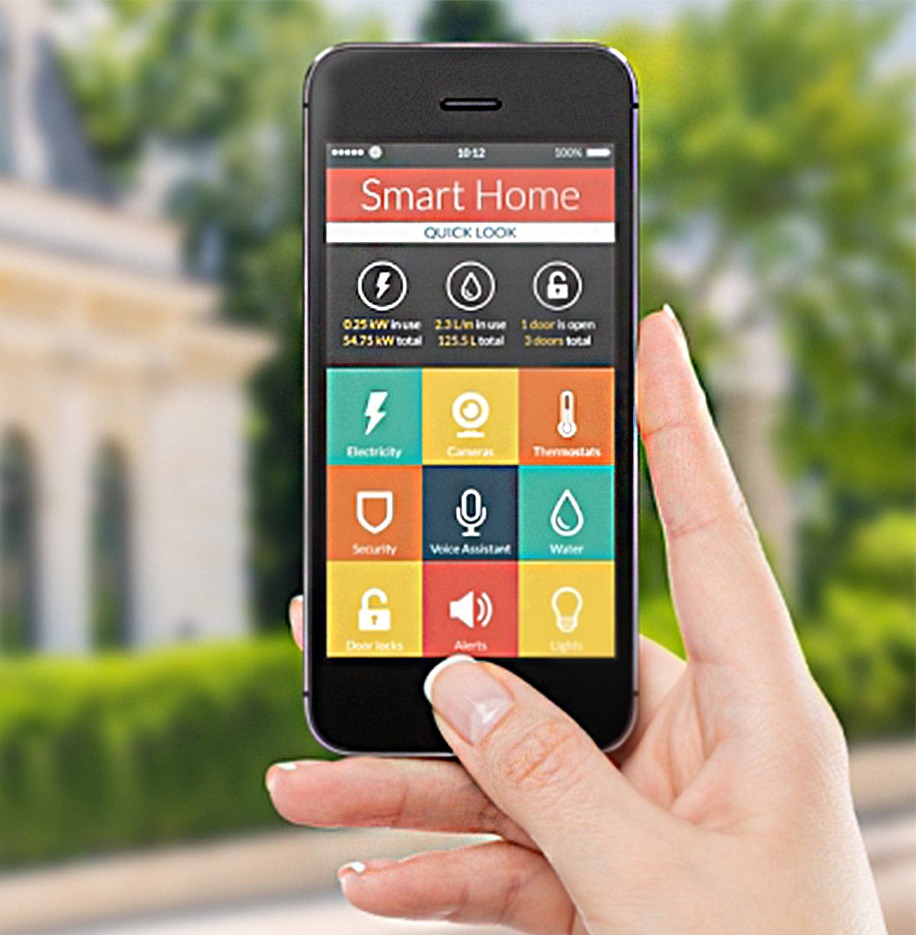 10:12 100%
Smart Home
QUICK LOOK
0.25 kW in use 2.3 L/m in use 1 door is open
54.75 kW total 125.5 L total 3 doors total
Electricity Cameras Thermostats
Security Voice Assistant Water
Door locks Alerts Lights